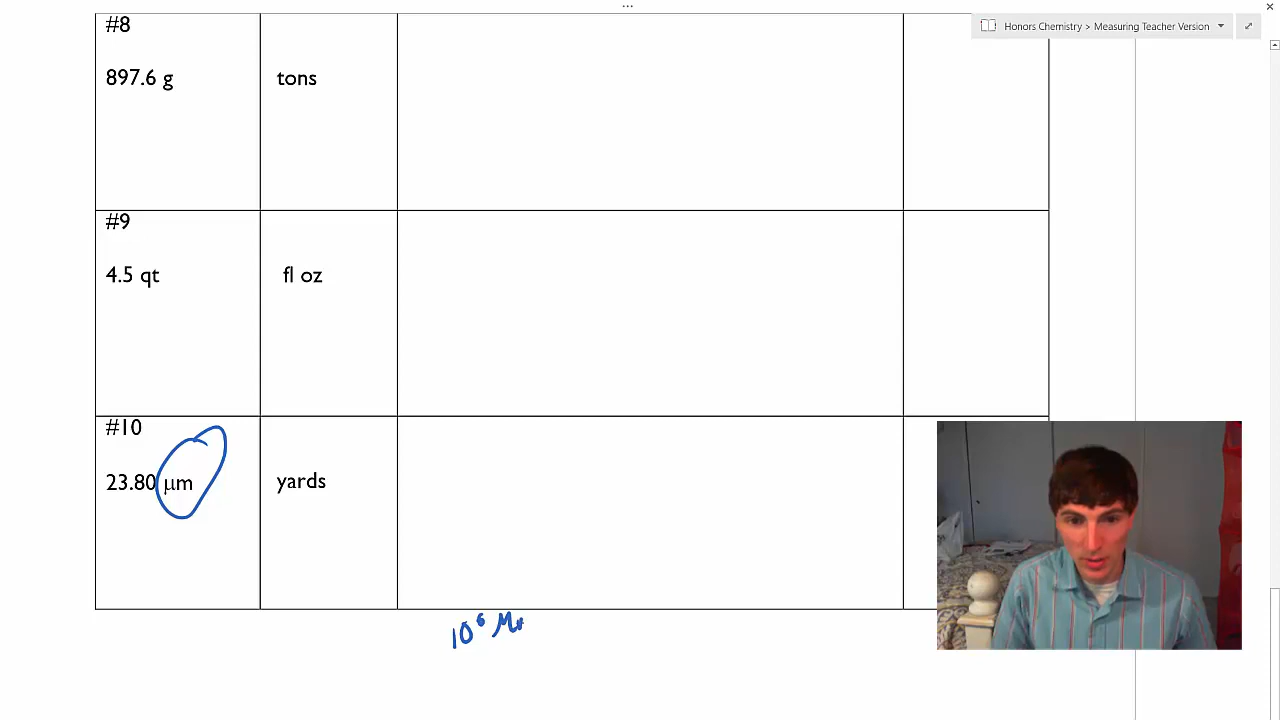 #8
Honors Chemistry > Measuring Teacher Version
897.6 g
tons
#9
4.5 qt
fl oz
#10
23.80 µm
yards
10⁶